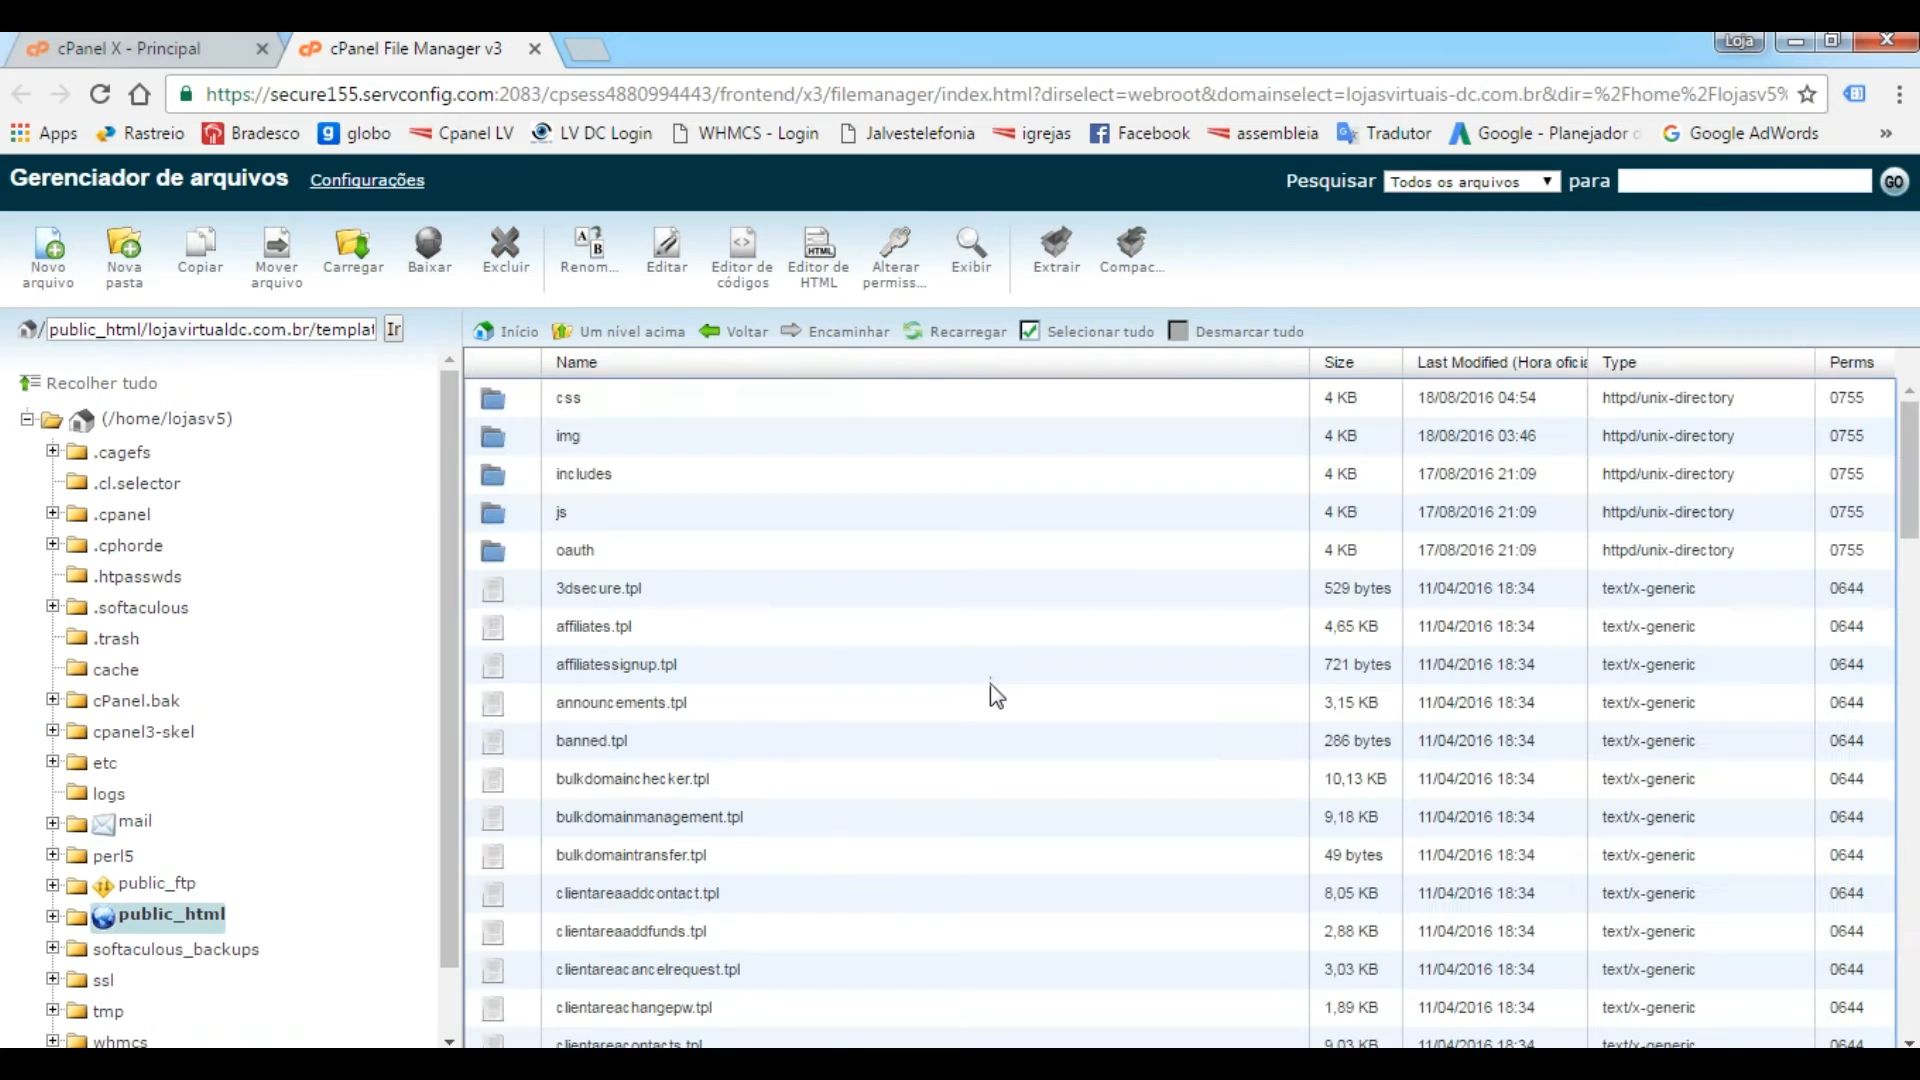 cPanel X - Principal
cPanel File Manager v3
Loja
https://secure155.servconfig.com:2083/cpsess4880994443/frontend/x3/filemanager/index.html?dirselect=webroot&domainselect=lojasvirtuais-dc.com.br&dir=%2Fhome%2Flojasv5%
Apps Rastreio Bradesco globo Cpanel LV LV DC Login WHMCS - Login Jalvestelefonia igrejas Facebook assembleia Tradutor Google - Planejador Google AdWords »
Gerenciador de arquivos Configurações Pesquisar Todos os arquivos para GO
Novo arquivo
Nova pasta
Copiar
Mover arquivo
Carregar
Baixar
Excluir
Renom...
Editar
Editor de códigos
Editor de HTML
Alterar permiss...
Exibir
Extrair
Compac...
/ public_html/lojavirtualdc.com.br/templat Ir
Início Um nível acima Voltar Encaminhar Recarregar Selecionar tudo Desmarcar tudo
Recolher tudo
(/home/lojasv5)
.cagefs
.cl.selector
.cpanel
.cphorde
.htpasswds
.softaculous
.trash
cache
cPanel.bak
cpanel3-skel
etc
logs
mail
perl5
public_ftp
public_html
softaculous_backups
ssl
tmp
whmcs
Name Size Last Modified (Hora oficia Type Perms
css 4 KB 18/08/2016 04:54 httpd/unix-directory 0755
img 4 KB 18/08/2016 03:46 httpd/unix-directory 0755
includes 4 KB 17/08/2016 21:09 httpd/unix-directory 0755
js 4 KB 17/08/2016 21:09 httpd/unix-directory 0755
oauth 4 KB 17/08/2016 21:09 httpd/unix-directory 0755
3dsecure.tpl 529 bytes 11/04/2016 18:34 text/x-generic 0644
affiliates.tpl 4,65 KB 11/04/2016 18:34 text/x-generic 0644
affiliatessignup.tpl 721 bytes 11/04/2016 18:34 text/x-generic 0644
announcements.tpl 3,15 KB 11/04/2016 18:34 text/x-generic 0644
banned.tpl 286 bytes 11/04/2016 18:34 text/x-generic 0644
bulkdomainchecker.tpl 10,13 KB 11/04/2016 18:34 text/x-generic 0644
bulkdomainmanagement.tpl 9,18 KB 11/04/2016 18:34 text/x-generic 0644
bulkdomaintransfer.tpl 49 bytes 11/04/2016 18:34 text/x-generic 0644
clientareaaddcontact.tpl 8,05 KB 11/04/2016 18:34 text/x-generic 0644
clientareaaddfunds.tpl 2,88 KB 11/04/2016 18:34 text/x-generic 0644
clientareacancelrequest.tpl 3,03 KB 11/04/2016 18:34 text/x-generic 0644
clientareachangepw.tpl 1,89 KB 11/04/2016 18:34 text/x-generic 0644
clientareacontacts.tpl 9,03 KB 11/04/2016 18:34 text/x-generic 0644